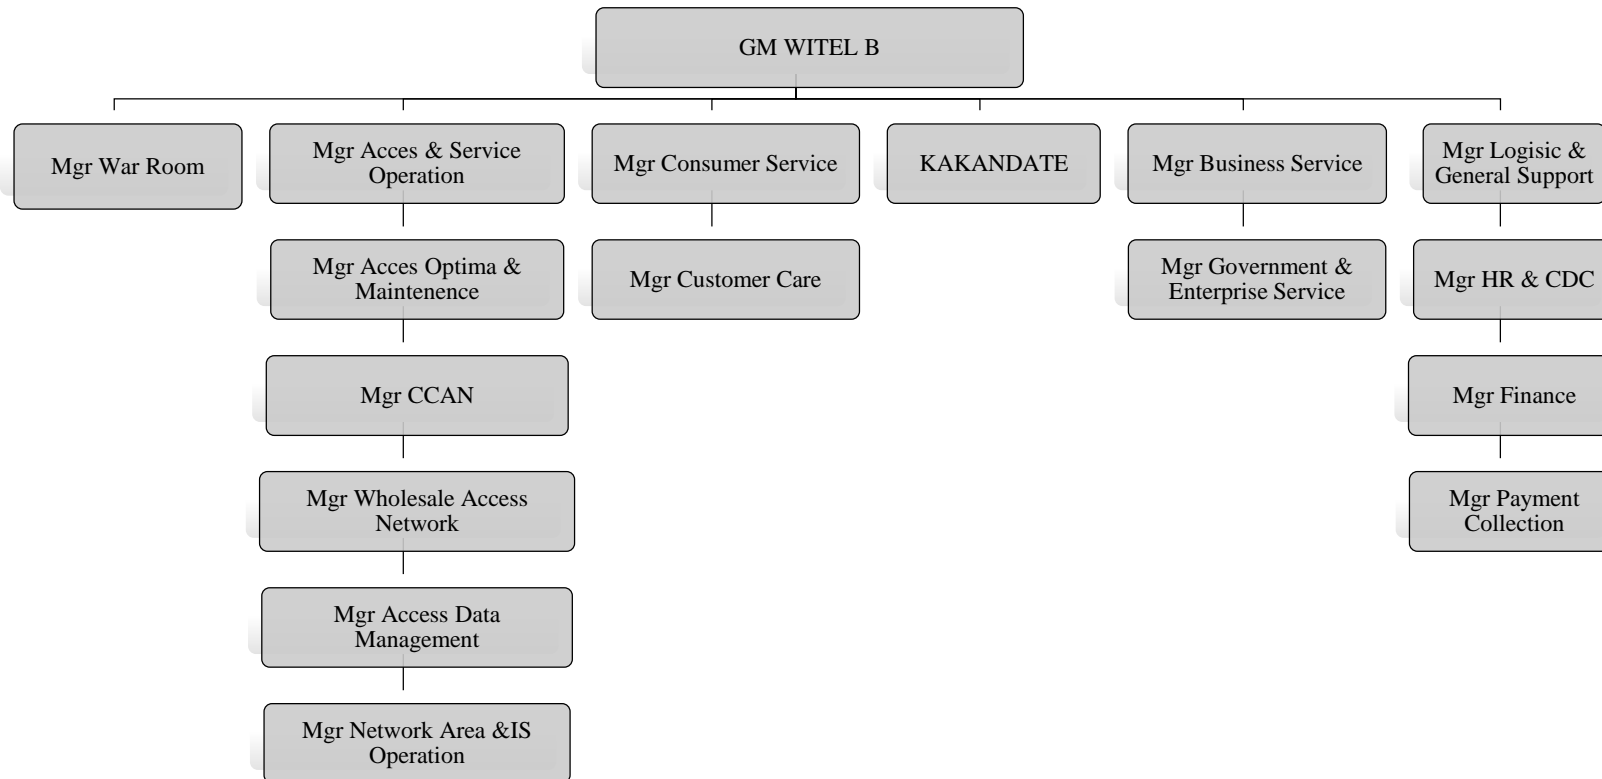 GM WITEL B
Mgr War Room
Mgr Acces & Service
Operation
Mgr Consumer Service
KAKANDATE
Mgr Business Service
Mgr Logisic &
General Support
Mgr Acces Optima &
Maintenence
Mgr Customer Care
Mgr Government &
Enterprise Service
Mgr HR & CDC
Mgr CCAN
Mgr Finance
Mgr Wholesale Access
Network
Mgr Payment
Collection
Mgr Access Data
Management
Mgr Network Area &IS
Operation